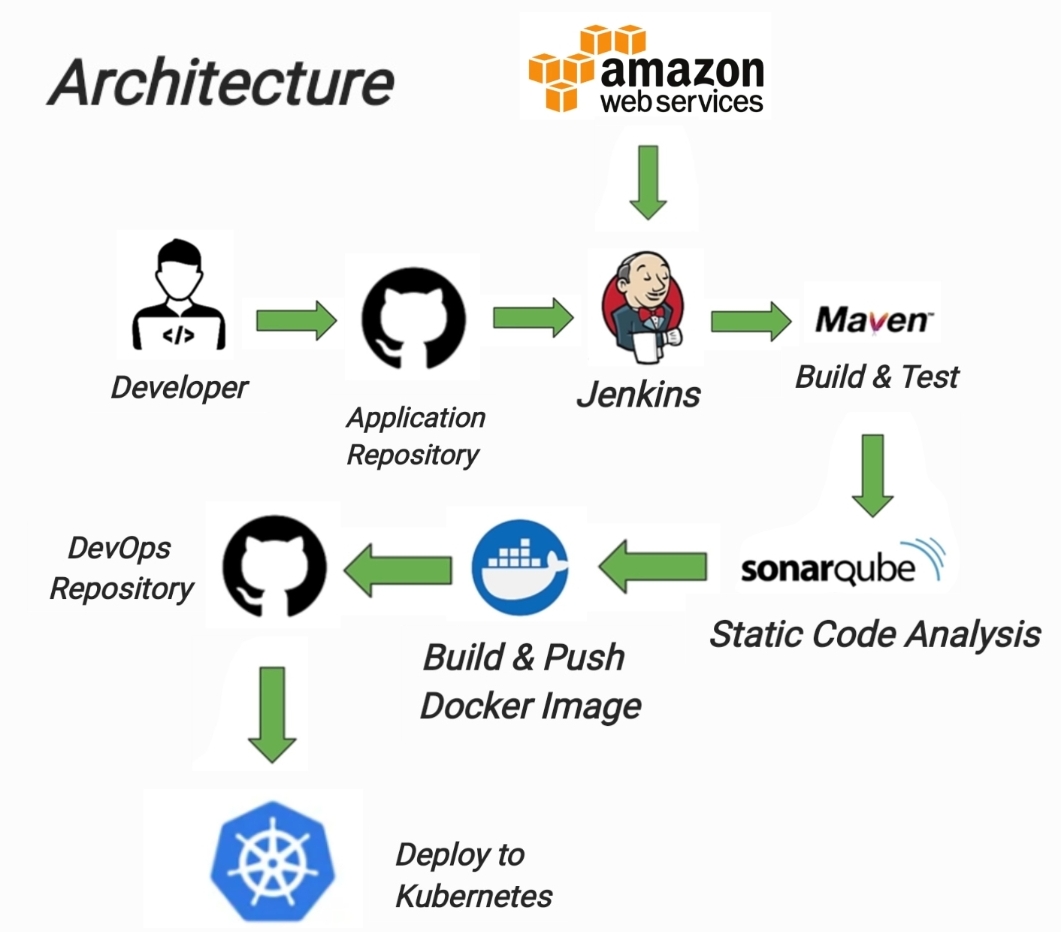 Architecture
amazon
web services
</>
Developer
Application
Repository
Jenkins
Maven™
Build & Test
DevOps
Repository
Build & Push
Docker Image
sonarqube
Static Code Analysis
Deploy to
Kubernetes